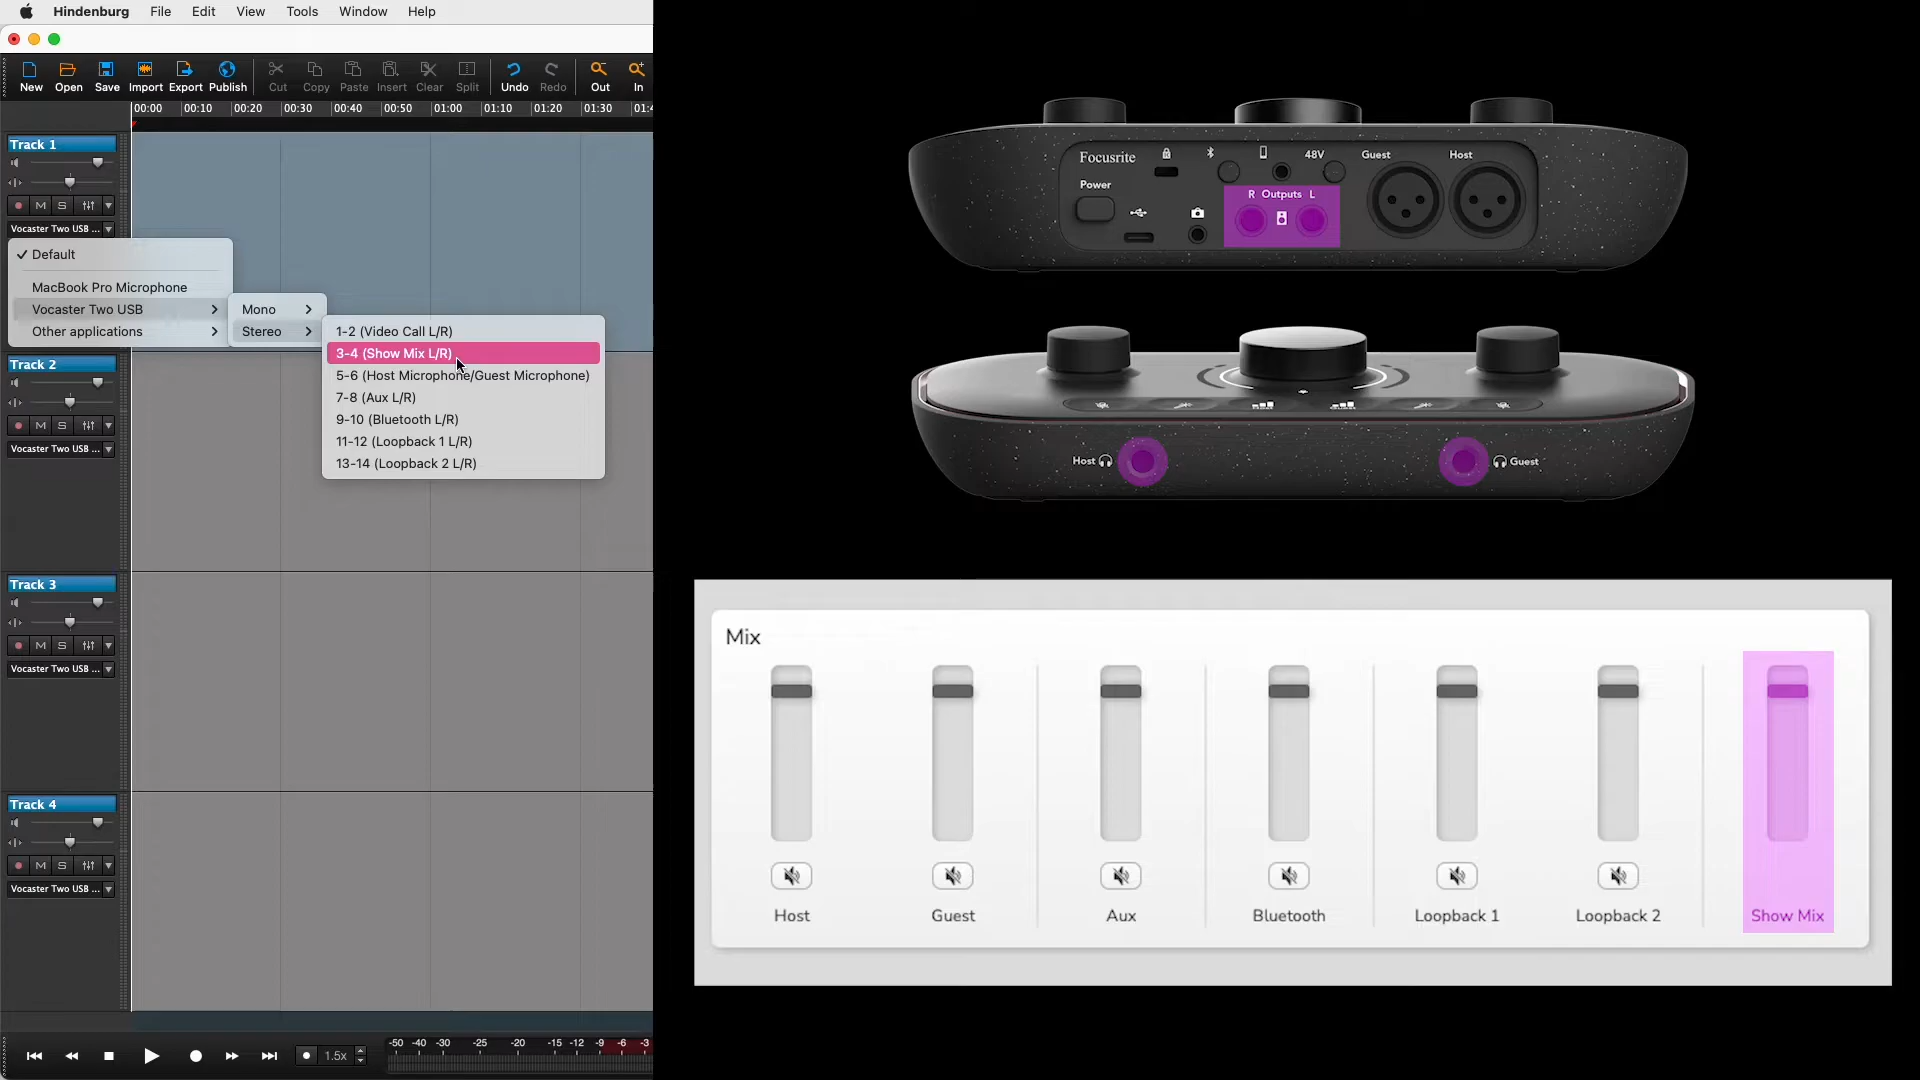 Hindenburg File Edit View Tools Window Help
New Open Save Import Export Publish Cut Copy Paste Insert Clear Split Undo Redo Out In
00:00 00:10 00:20 00:30 00:40 00:50 01:00 01:10 01:20 01:30 01:4
Track 1
M S
Vocaster Two USB ...
Default
MacBook Pro Microphone
Vocaster Two USB
Other applications
Mono
Stereo
1-2 (Video Call L/R)
3-4 (Show Mix L/R)
5-6 (Host Microphone/Guest Microphone)
7-8 (Aux L/R)
9-10 (Bluetooth L/R)
11-12 (Loopback 1 L/R)
13-14 (Loopback 2 L/R)
Track 2
M S
Vocaster Two USB ...
Track 3
M S
Vocaster Two USB ...
Track 4
M S
Vocaster Two USB ...
1.5x
-50 -40 -30 -25 -20 -15 -12 -9 -6 -3
Focusrite
48V
Guest
Host
Power
R Outputs L
Host
Guest
Mix
Host Guest Aux Bluetooth Loopback 1 Loopback 2 Show Mix